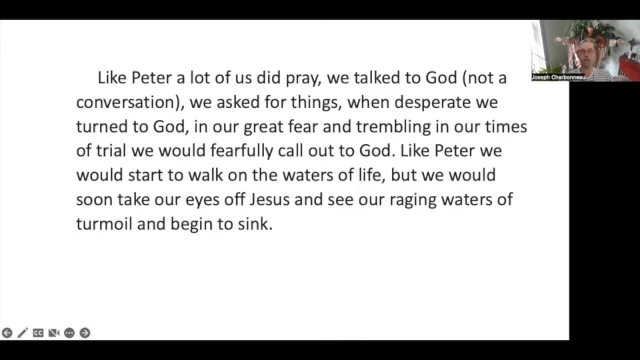 Like Peter a lot of us did pray, we talked to God (not a
conversation), we asked for things, when desperate we
turned to God, in our great fear and trembling in our times
of trial we would fearfully call out to God. Like Peter we
would start to walk on the waters of life, but we would
soon take our eyes off Jesus and see our raging waters of
turmoil and begin to sink.
Joseph Charbonneau